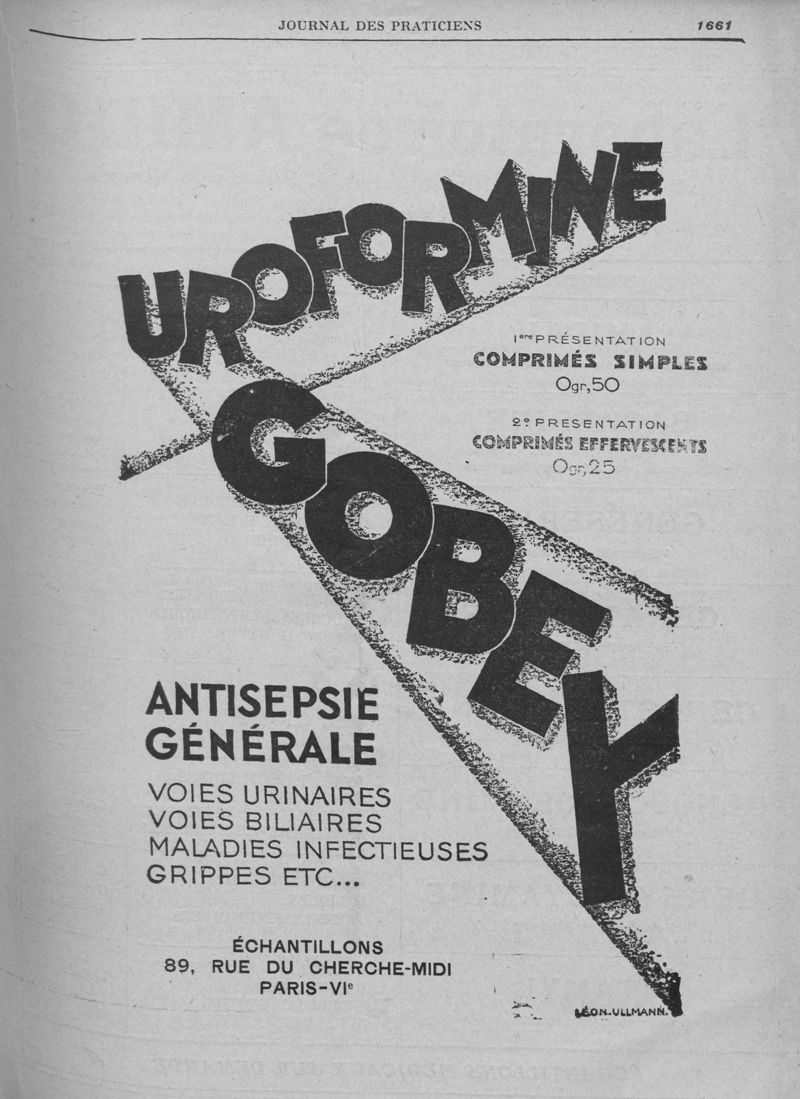 JOURNAL DES PRATICIENS
1661
UROFORMINE
GOBEY
1ère PRÉSENTATION
COMPRIMÉS SIMPLES
0gr,50
2e PRESENTATION
COMPRIMÉS EFFERVESCENTS
0gr,25
ANTISEPSIE
GÉNÉRALE
VOIES URINAIRES
VOIES BILIAIRES
MALADIES INFECTIEUSES
GRIPPES ETC...
ÉCHANTILLONS
89, RUE DU CHERCHE-MIDI
PARIS-VIe
LÉON-ULLMANN.